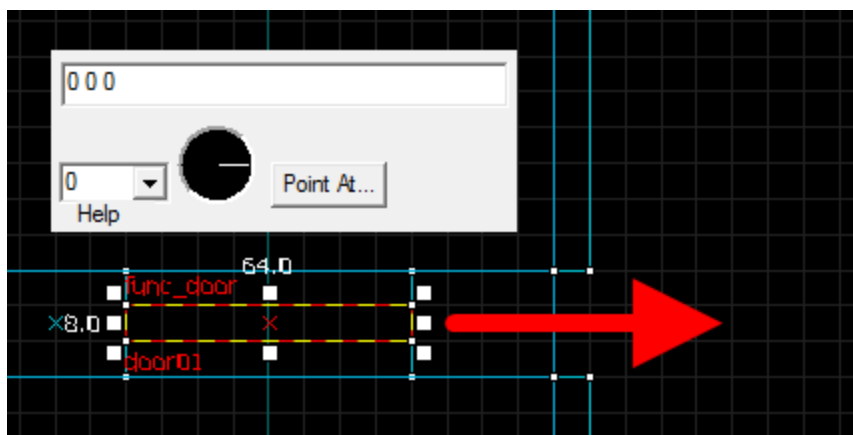 0 0 0
0
Point At...
Help
64.0
func_door
8.0
door01